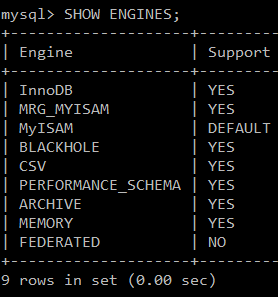 mysql> SHOW ENGINES;
+--------------------+---------
| Engine             | Support
+--------------------+---------
| InnoDB             | YES
| MRG_MYISAM         | YES
| MyISAM             | DEFAULT
| BLACKHOLE          | YES
| CSV                | YES
| PERFORMANCE_SCHEMA | YES
| ARCHIVE            | YES
| MEMORY             | YES
| FEDERATED          | NO
+--------------------+---------
9 rows in set (0.00 sec)